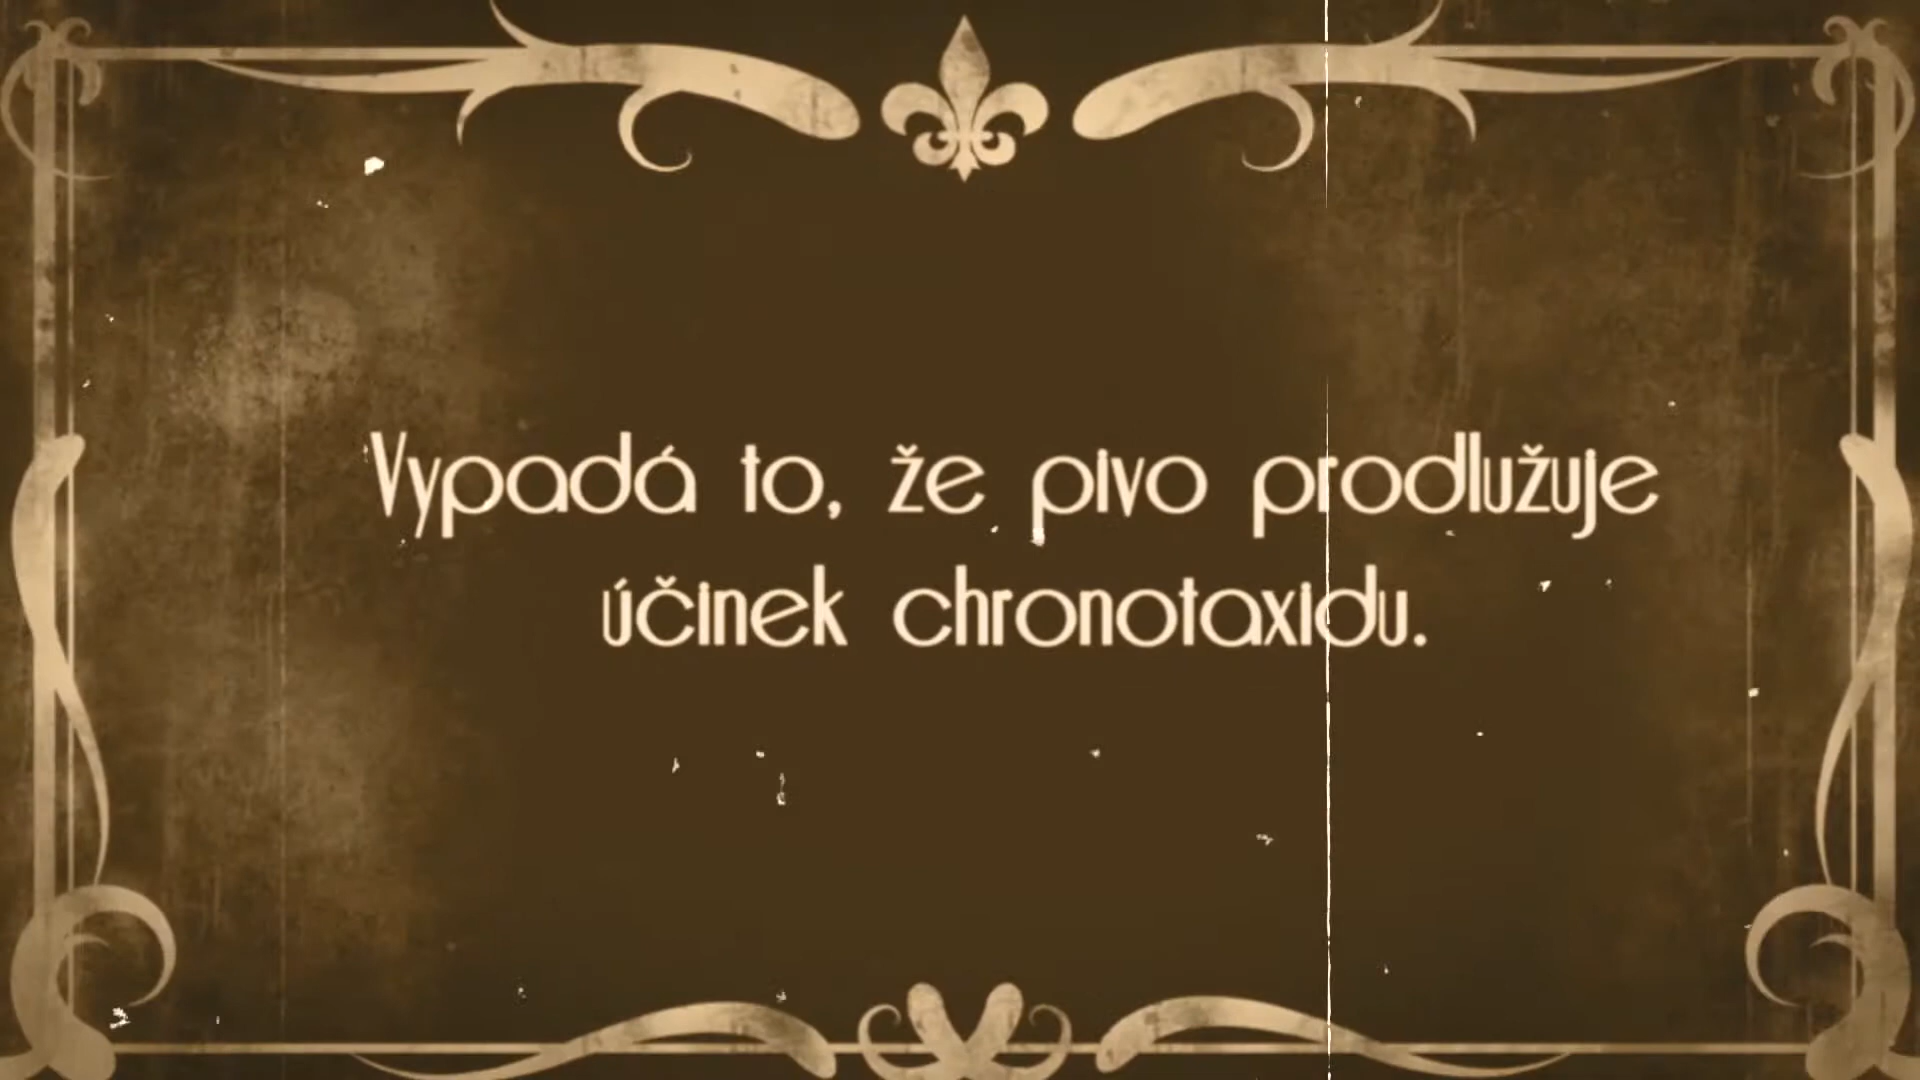 Vypadá to, že pivo prodlužuje
účinek chronotaxidu.